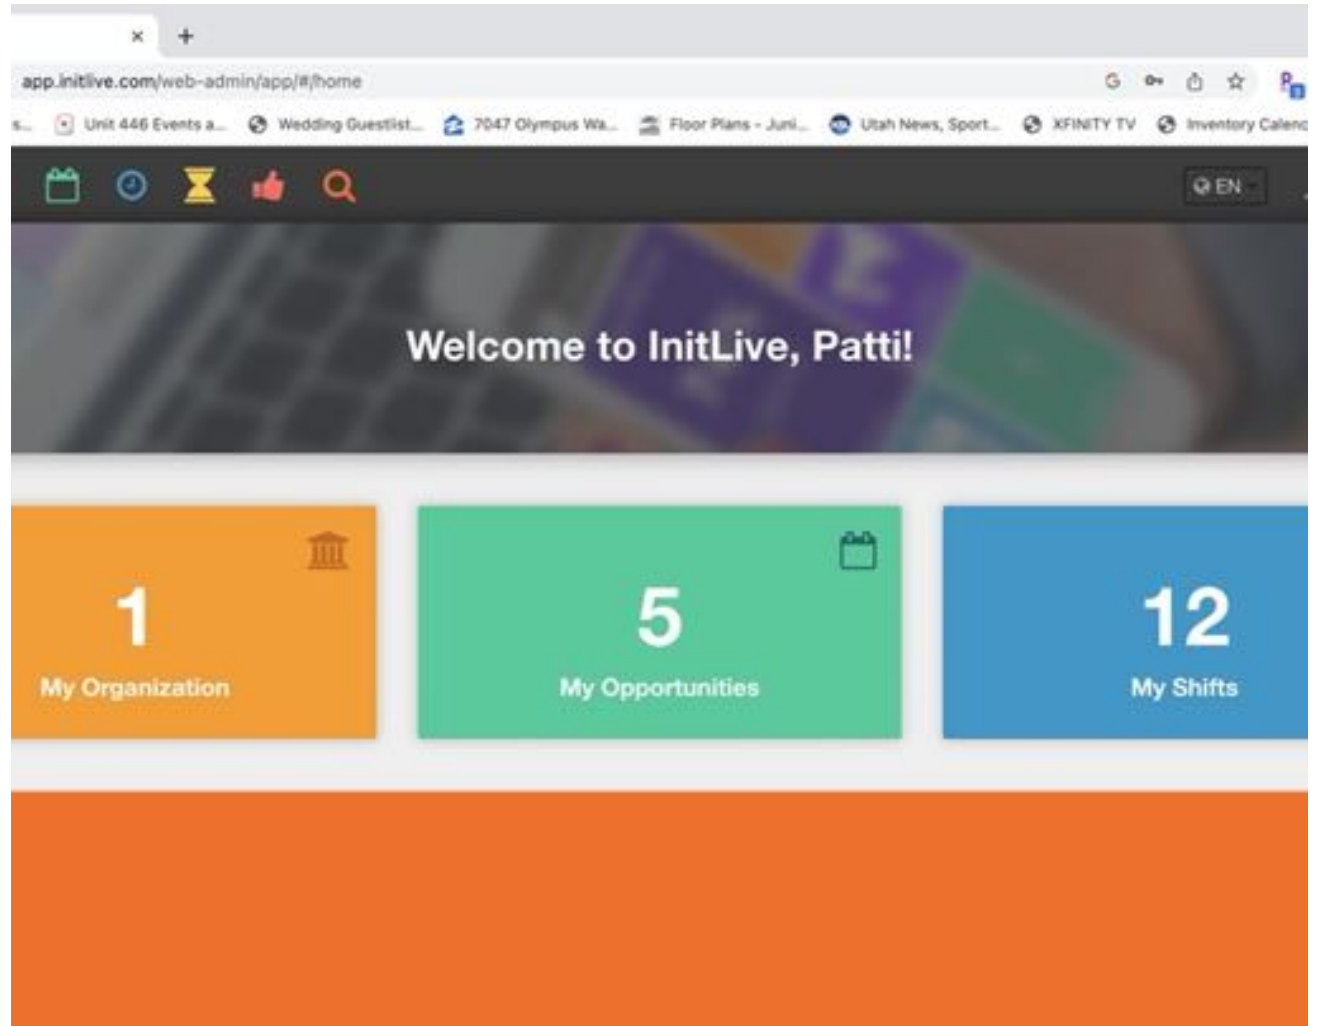 app.initlive.com/web-admin/app/#/home
s... Unit 446 Events a... Wedding Guestlist... 7047 Olympus Wa... Floor Plans - Juni... Utah News, Sport... XFINITY TV Inventory Calenc
EN
Welcome to InitLive, Patti!
1
My Organization
5
My Opportunities
12
My Shifts